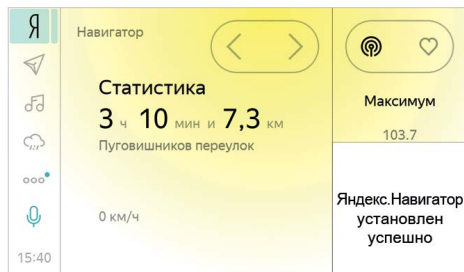 Я
Навигатор
Статистика
3 ч 10 мин и 7,3 км
Пуговишников переулок
0 км/ч
15:40
Максимум
103.7
Яндекс.Навигатор
установлен
успешно